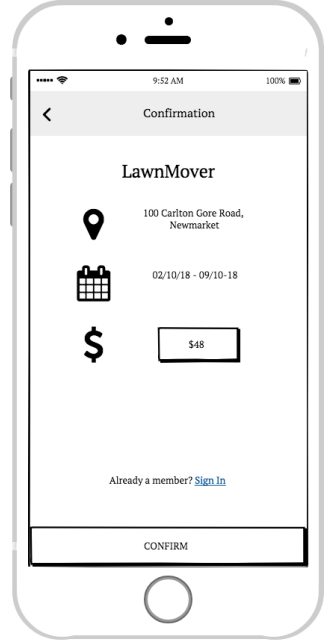 9:52 AM
100%
Confirmation
LawnMover
100 Carlton Gore Road,
Newmarket
02/10/18 - 09/10-18
$
$48
Already a member? Sign In
CONFIRM